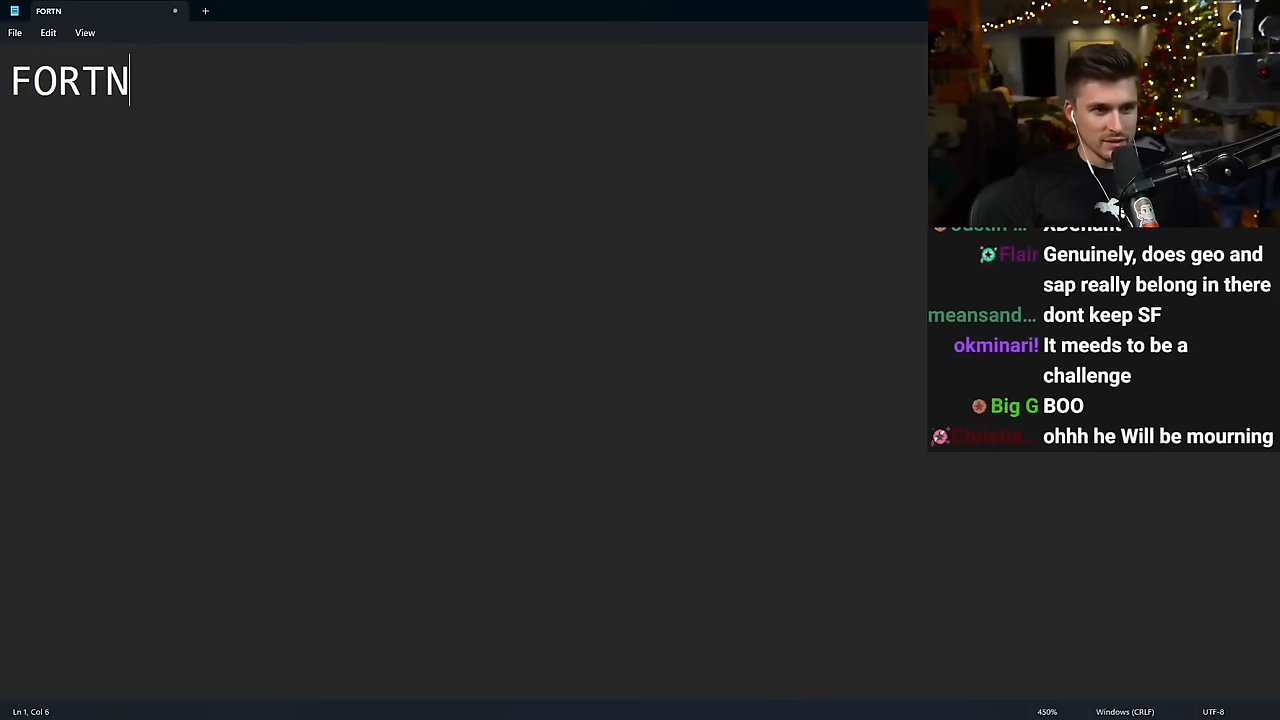 FORTN
+
File Edit View
FORTN
Flair Genuinely, does geo and
sap really belong in there
meansand... dont keep SF
okminari! It meeds to be a
challenge
Big G BOO
Christie... ohhh he Will be mourning
Ln 1, Col 6
450%
Windows (CRLF)
UTF-8